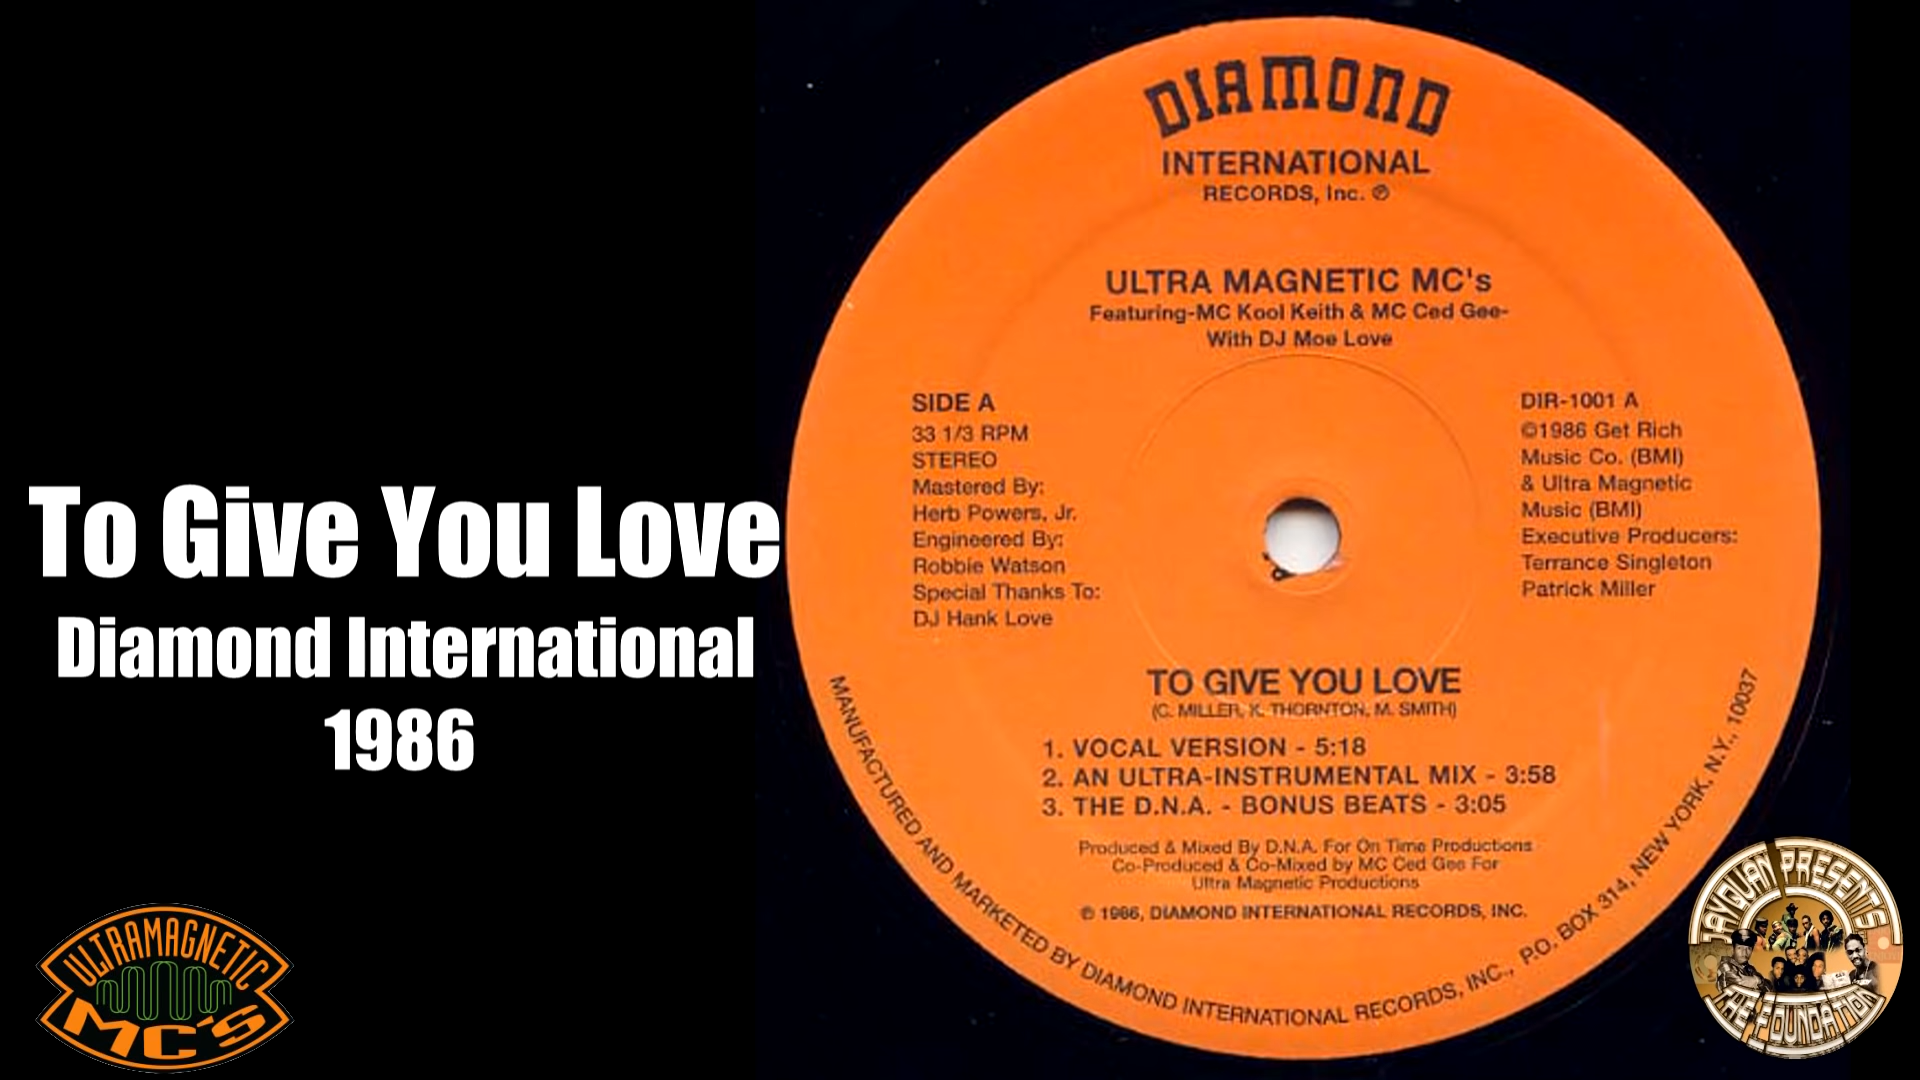 To Give You Love
Diamond International
1986
DIAMOND
INTERNATIONAL
RECORDS, Inc. ℗
ULTRA MAGNETIC MC's
Featuring-MC Kool Keith & MC Ced Gee-
With DJ Moe Love
SIDE A
33 1/3 RPM
STEREO
Mastered By:
Herb Powers, Jr.
Engineered By:
Robbie Watson
Special Thanks To:
DJ Hank Love
DIR-1001 A
©1986 Get Rich
Music Co. (BMI)
& Ultra Magnetic
Music (BMI)
Executive Producers:
Terrance Singleton
Patrick Miller
TO GIVE YOU LOVE
(C. MILLER, K. THORNTON, M. SMITH)
1. VOCAL VERSION - 5:18
2. AN ULTRA-INSTRUMENTAL MIX - 3:58
3. THE D.N.A. - BONUS BEATS - 3:05
Produced & Mixed By D.N.A. For On Time Productions
Co-Produced & Co-Mixed by MC Ced Gee For
Ultra Magnetic Productions
℗ 1986, DIAMOND INTERNATIONAL RECORDS, INC.
MANUFACTURED AND MARKETED BY DIAMOND INTERNATIONAL RECORDS, INC., P.O. BOX 314, NEW YORK, N.Y., 10037
ULTRAMAGNETIC
MC'S
JAYQUAN PRESENTS
THE FOUNDATION